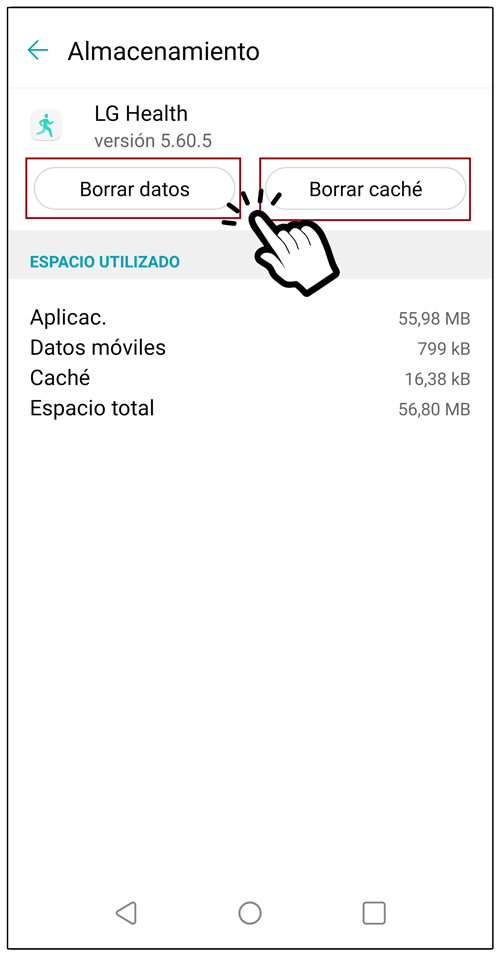 Almacenamiento
LG Health
versión 5.60.5
Borrar datos Borrar caché
ESPACIO UTILIZADO
Aplicac. 55,98 MB
Datos móviles 799 kB
Caché 16,38 kB
Espacio total 56,80 MB